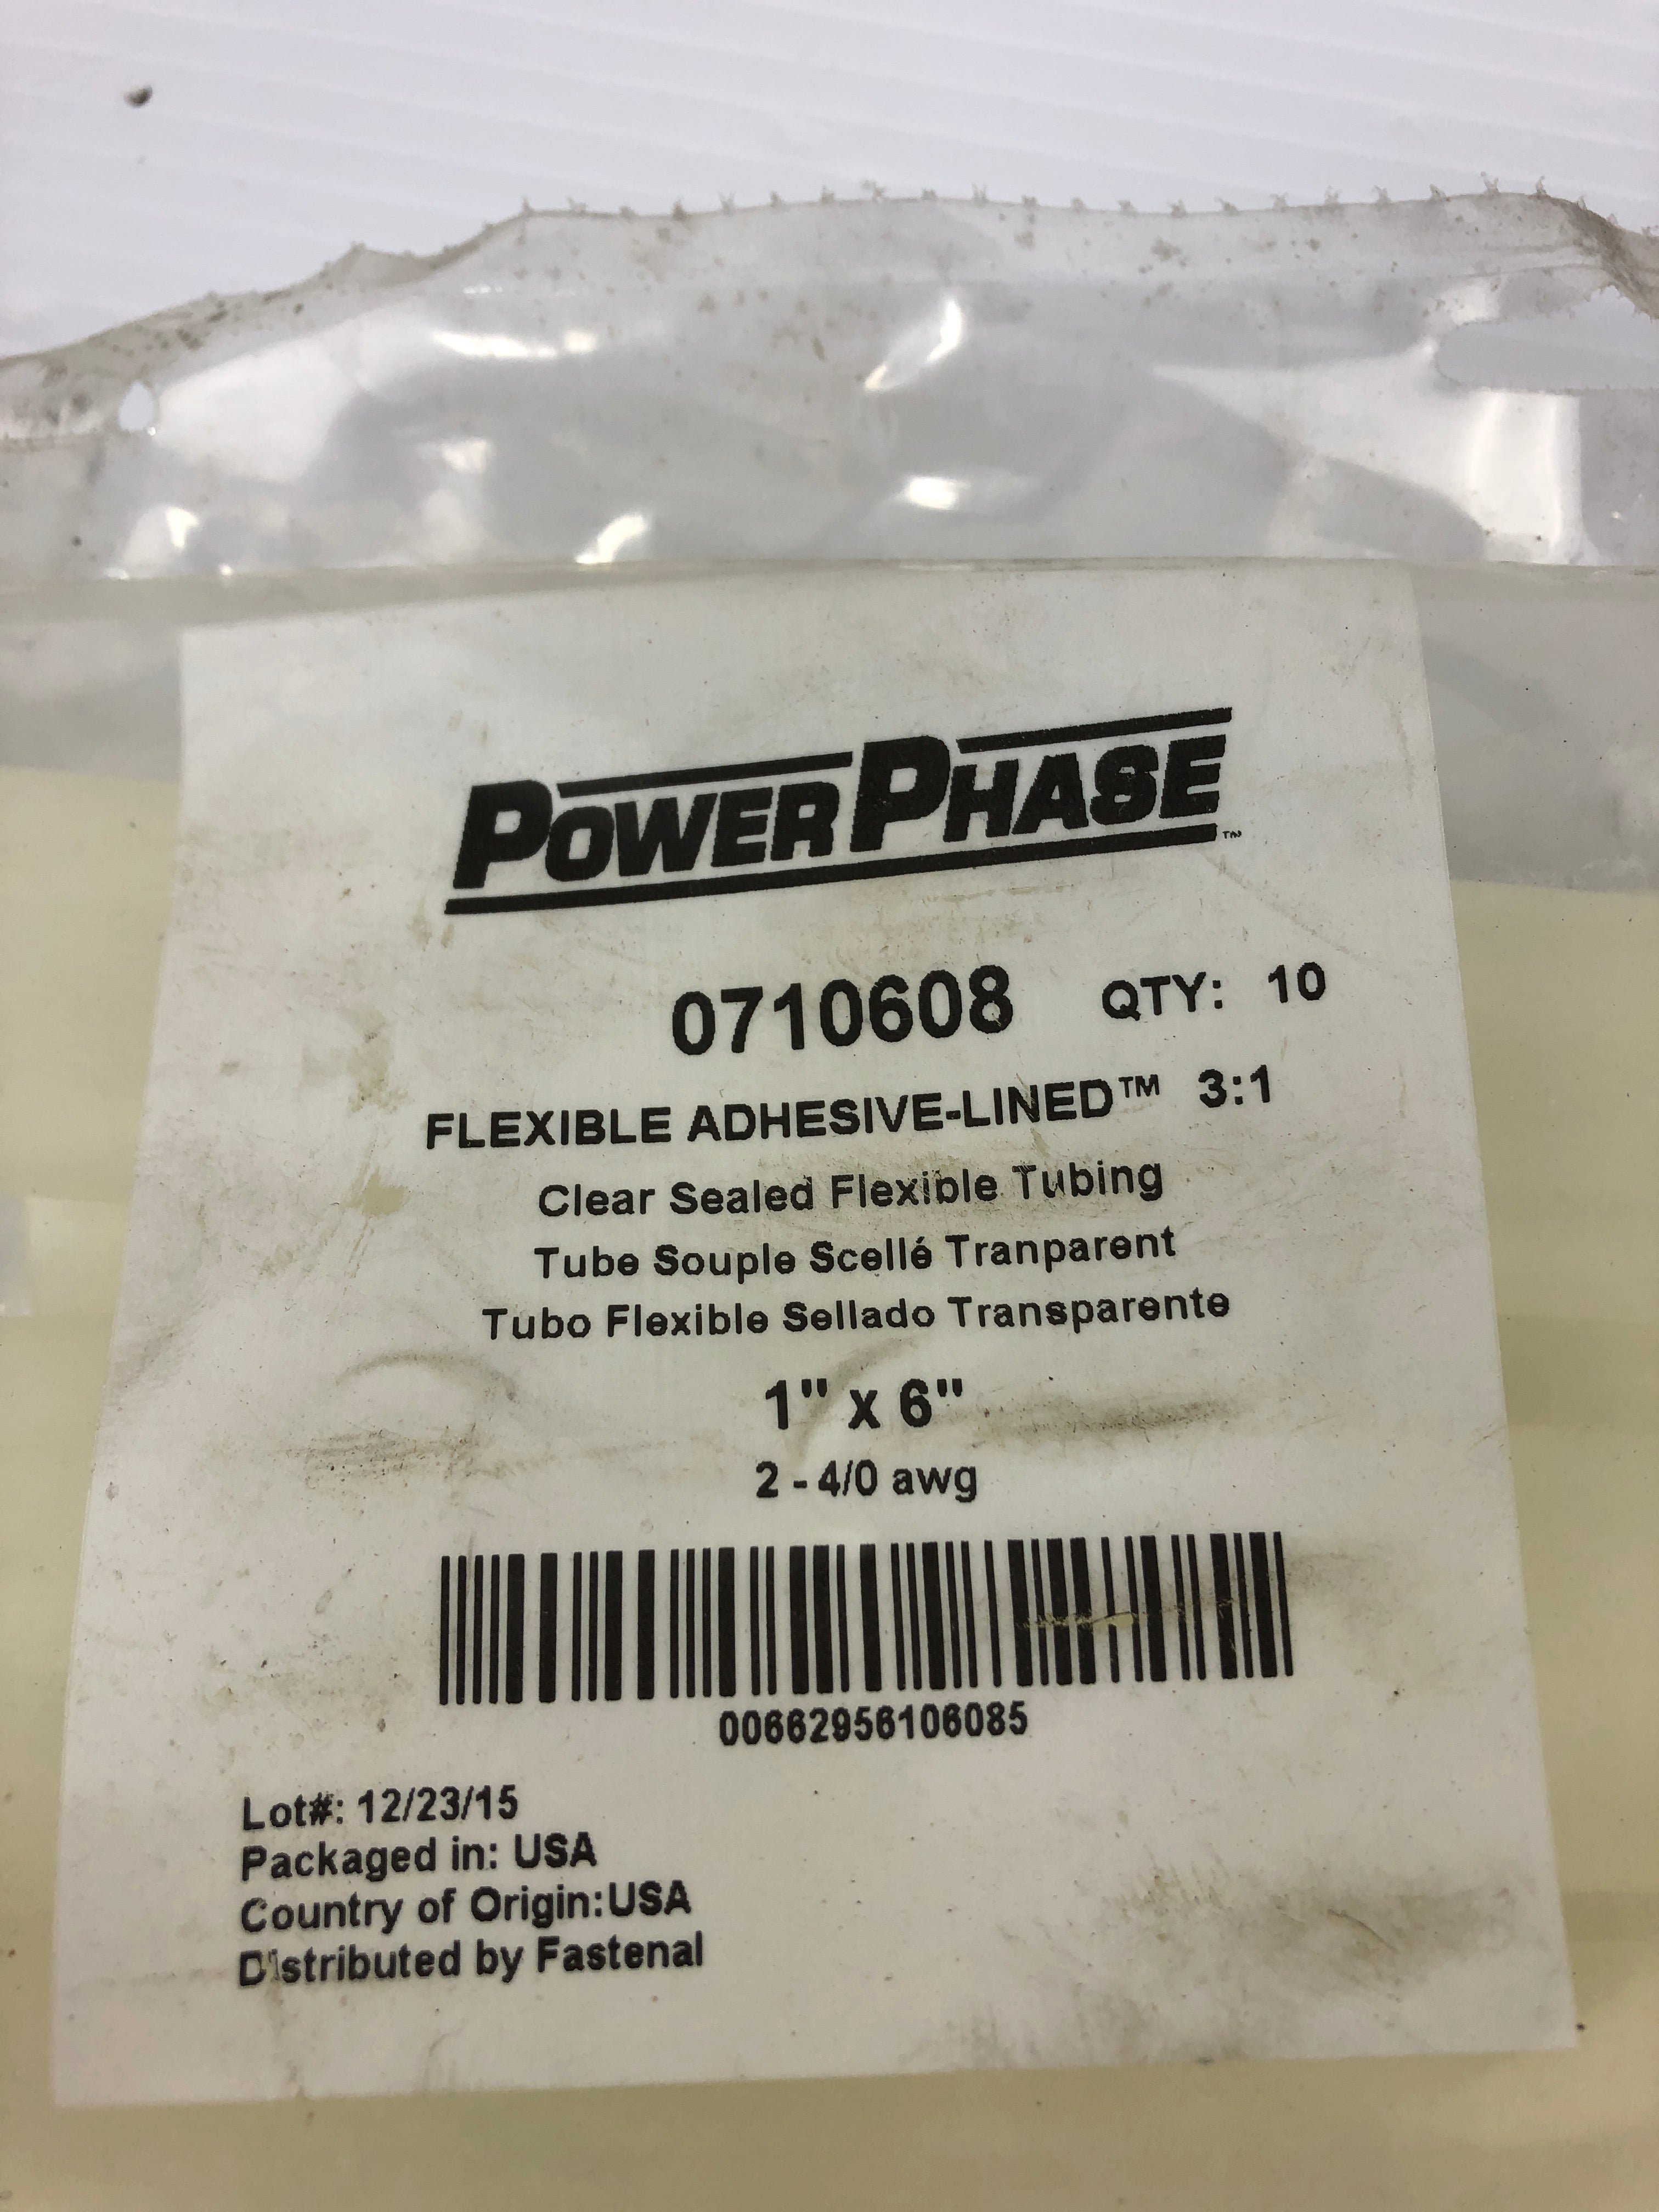 POWERPHASE™
0710608 QTY: 10
FLEXIBLE ADHESIVE-LINED™ 3:1
Clear Sealed Flexible Tubing
Tube Souple Scellé Tranparent
Tubo Flexible Sellado Transparente
1" x 6"
2 - 4/0 awg
00662956106085
Lot#: 12/23/15
Packaged in: USA
Country of Origin:USA
Distributed by Fastenal